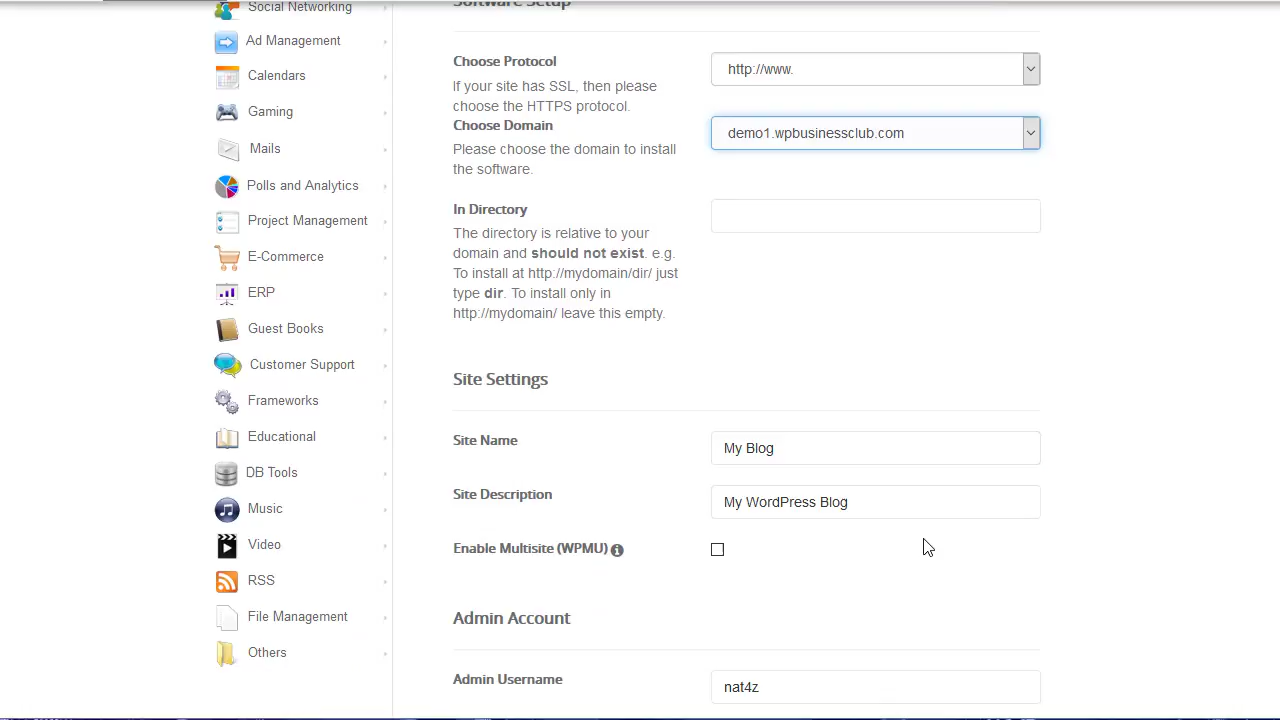 Social Networking
Ad Management
Calendars
Gaming
Mails
Polls and Analytics
Project Management
E-Commerce
ERP
Guest Books
Customer Support
Frameworks
Educational
DB Tools
Music
Video
RSS
File Management
Others
Software Setup
Choose Protocol
http://www.
If your site has SSL, then please
choose the HTTPS protocol.
Choose Domain
demo1.wpbusinessclub.com
Please choose the domain to install
the software.
In Directory
The directory is relative to your
domain and should not exist. e.g.
To install at http://mydomain/dir/ just
type dir. To install only in
http://mydomain/ leave this empty.
Site Settings
Site Name
My Blog
Site Description
My WordPress Blog
Enable Multisite (WPMU)
Admin Account
Admin Username
nat4z